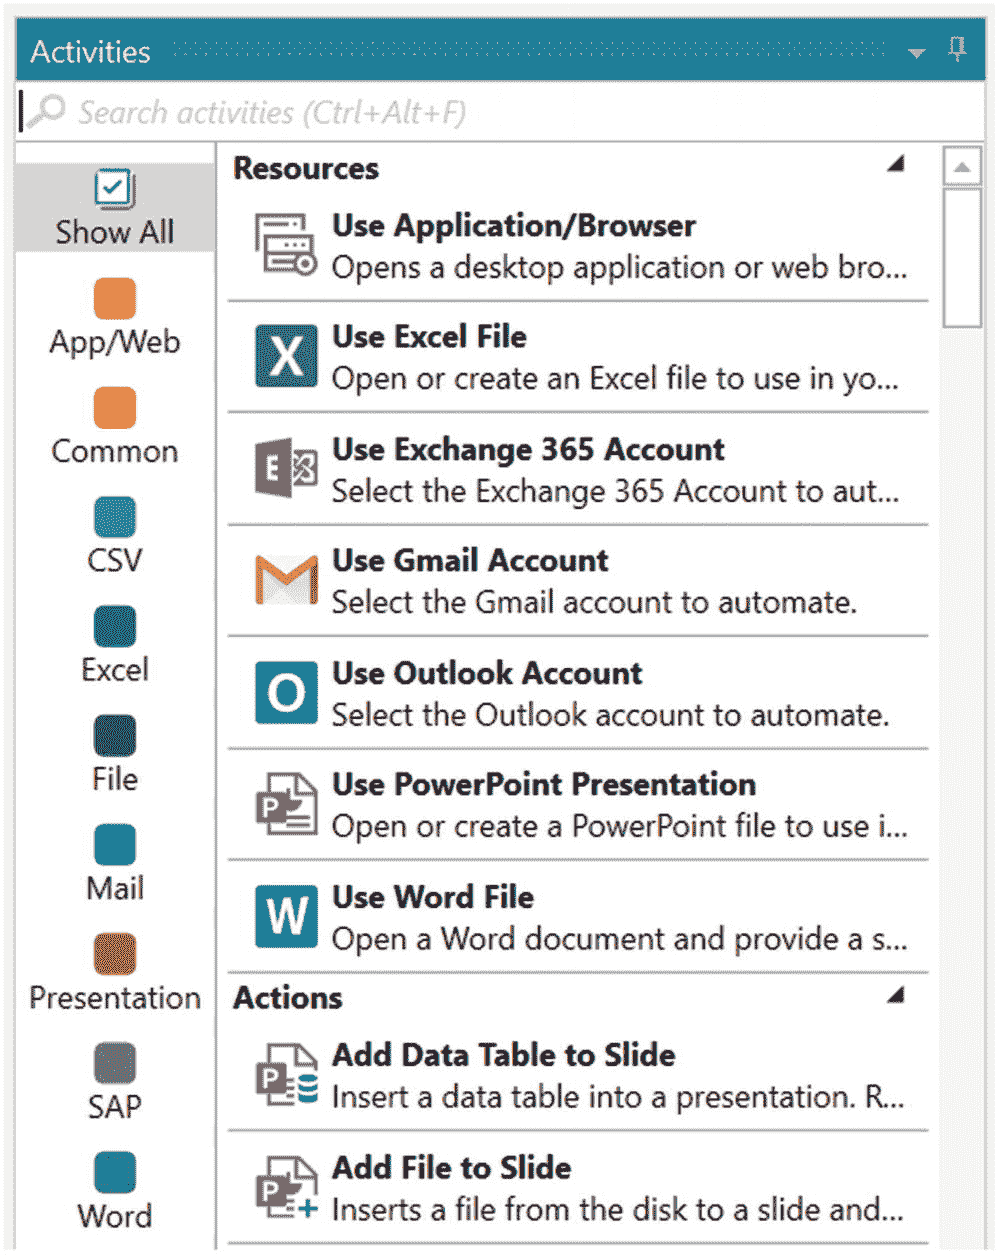 Activities
Search activities (Ctrl+Alt+F)
Show All
App/Web
Common
CSV
Excel
File
Mail
Presentation
SAP
Word
Resources
Use Application/Browser
Opens a desktop application or web bro...
Use Excel File
Open or create an Excel file to use in yo...
Use Exchange 365 Account
Select the Exchange 365 Account to aut...
Use Gmail Account
Select the Gmail account to automate.
Use Outlook Account
Select the Outlook account to automate.
Use PowerPoint Presentation
Open or create a PowerPoint file to use i...
Use Word File
Open a Word document and provide a s...
Actions
Add Data Table to Slide
Insert a data table into a presentation. R...
Add File to Slide
Inserts a file from the disk to a slide and...